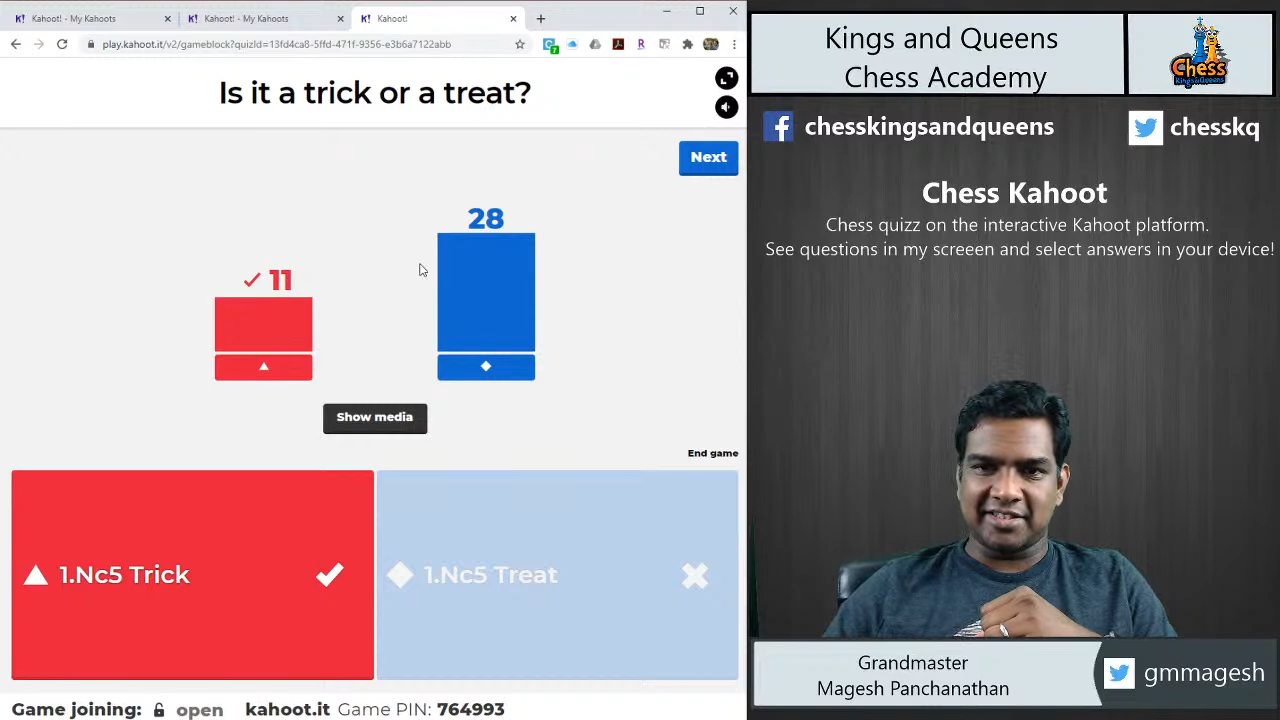 K! Kahoot! - My Kahoots
K! Kahoot! - My Kahoots
K! Kahoot!
play.kahoot.it/v2/gameblock?quizId=13fd4ca8-5ffd-471f-9356-e3b6a7122abb
7
R
Is it a trick or a treat?
Next
11
28
Show media
End game
1.Nc5 Trick
1.Nc5 Treat
Game joining: open kahoot.it Game PIN: 764993
Kings and Queens
Chess Academy
Chess
Kings&Queens
f chesskingsandqueens
chesskq
Chess Kahoot
Chess quizz on the interactive Kahoot platform.
See questions in my screeen and select answers in your device!
Grandmaster
Magesh Panchanathan
gmmagesh